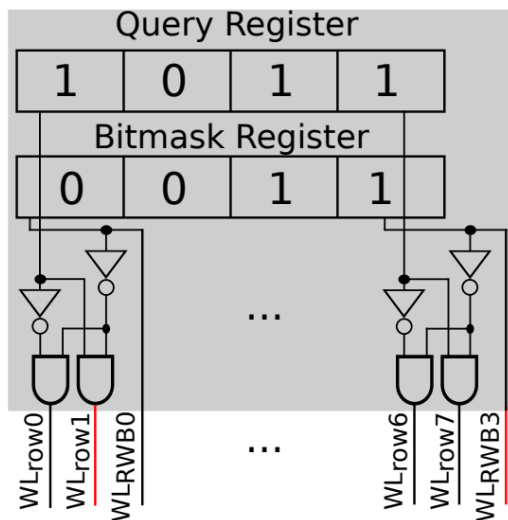 Query Register
1 0 1 1
Bitmask Register
0 0 1 1
...
...
WLrow0 WLrow1 WLRWB0 WLrow6 WLrow7 WLRWB3